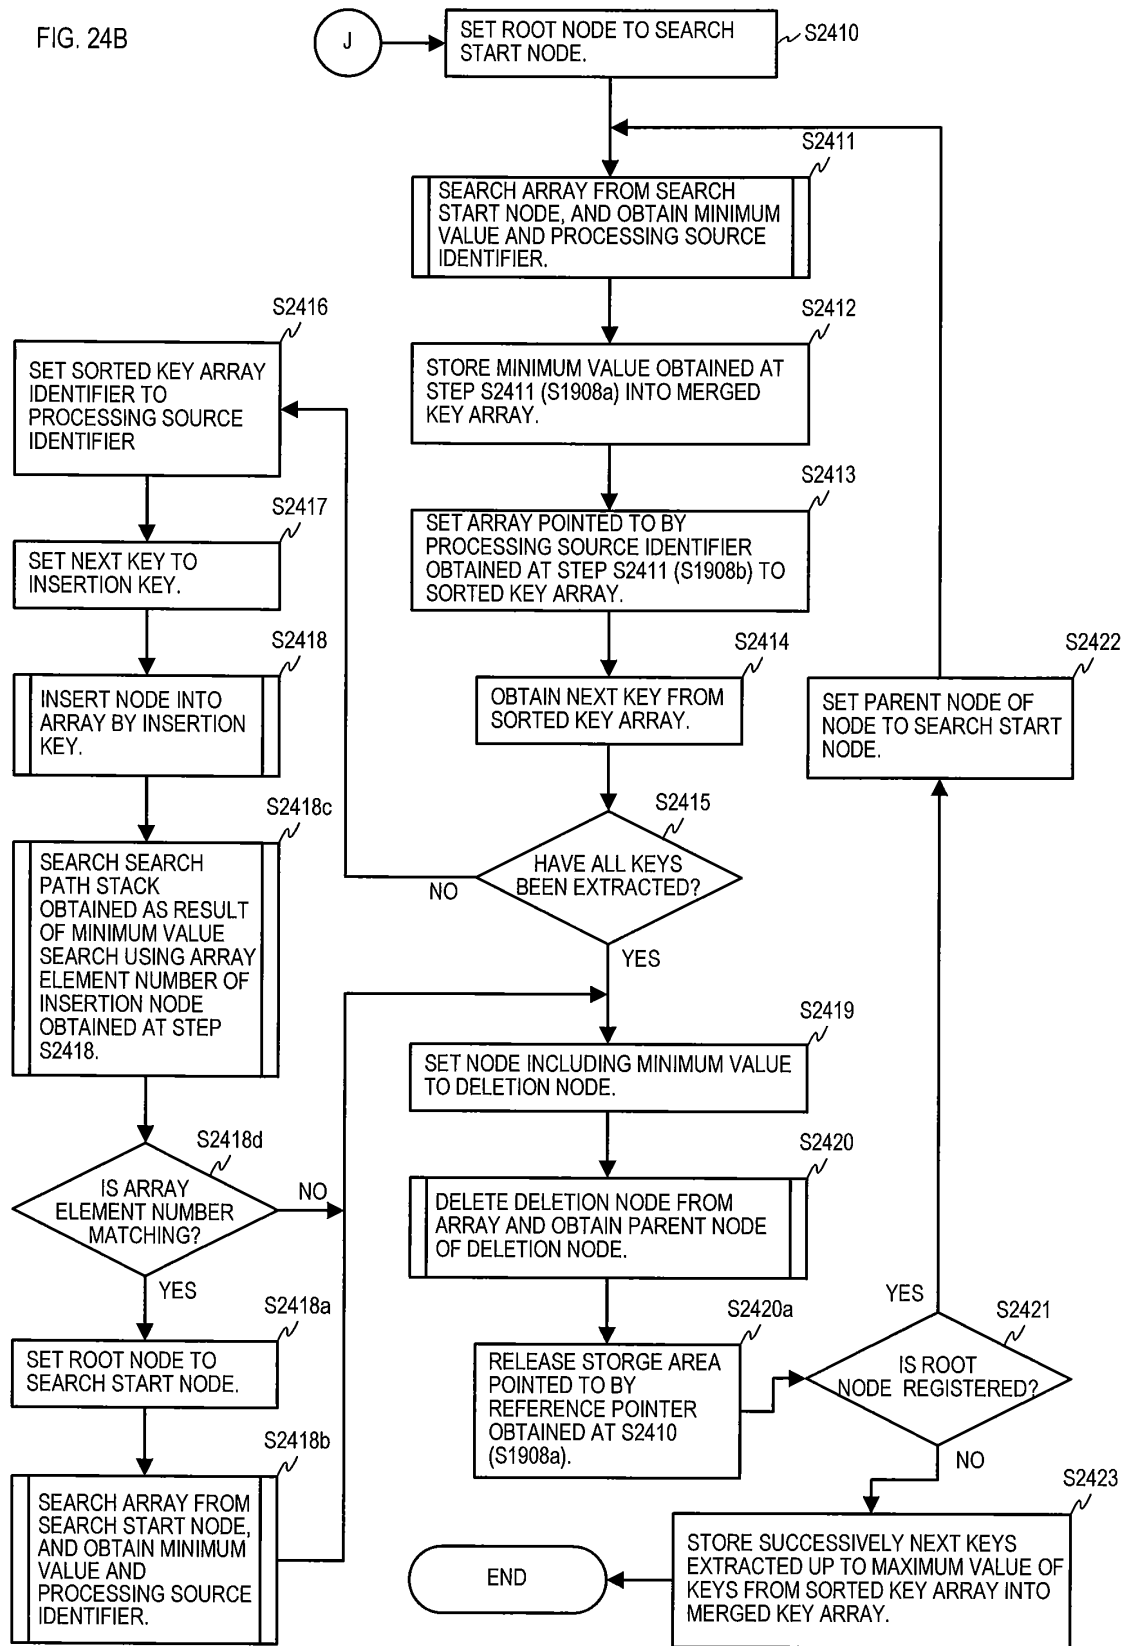 FIG. 24B
J
SET ROOT NODE TO SEARCH
START NODE.
S2410
S2411
SEARCH ARRAY FROM SEARCH
START NODE, AND OBTAIN MINIMUM
VALUE AND PROCESSING SOURCE
IDENTIFIER.
S2412
STORE MINIMUM VALUE OBTAINED AT
STEP S2411 (S1908a) INTO MERGED
KEY ARRAY.
S2413
SET ARRAY POINTED TO BY
PROCESSING SOURCE IDENTIFIER
OBTAINED AT STEP S2411 (S1908b) TO
SORTED KEY ARRAY.
S2414
OBTAIN NEXT KEY FROM
SORTED KEY ARRAY.
S2415
HAVE ALL KEYS
BEEN EXTRACTED?
NO
YES
S2416
SET SORTED KEY ARRAY
IDENTIFIER TO
PROCESSING SOURCE
IDENTIFIER
S2417
SET NEXT KEY TO
INSERTION KEY.
S2418
INSERT NODE INTO
ARRAY BY INSERTION
KEY.
S2418c
SEARCH SEARCH
PATH STACK
OBTAINED AS RESULT
OF MINIMUM VALUE
SEARCH USING ARRAY
ELEMENT NUMBER OF
INSERTION NODE
OBTAINED AT STEP
S2418.
S2418d
IS ARRAY
ELEMENT NUMBER
MATCHING?
NO
YES
S2418a
SET ROOT NODE TO
SEARCH START NODE.
S2418b
SEARCH ARRAY FROM
SEARCH START NODE,
AND OBTAIN MINIMUM
VALUE AND
PROCESSING SOURCE
IDENTIFIER.
S2419
SET NODE INCLUDING MINIMUM VALUE
TO DELETION NODE.
S2420
DELETE DELETION NODE FROM
ARRAY AND OBTAIN PARENT NODE
OF DELETION NODE.
S2420a
RELEASE STORGE AREA
POINTED TO BY
REFERENCE POINTER
OBTAINED AT S2410
(S1908a).
S2421
IS ROOT
NODE REGISTERED?
YES
NO
S2422
SET PARENT NODE OF
NODE TO SEARCH START
NODE.
S2423
STORE SUCCESSIVELY NEXT KEYS
EXTRACTED UP TO MAXIMUM VALUE OF
KEYS FROM SORTED KEY ARRAY INTO
MERGED KEY ARRAY.
END